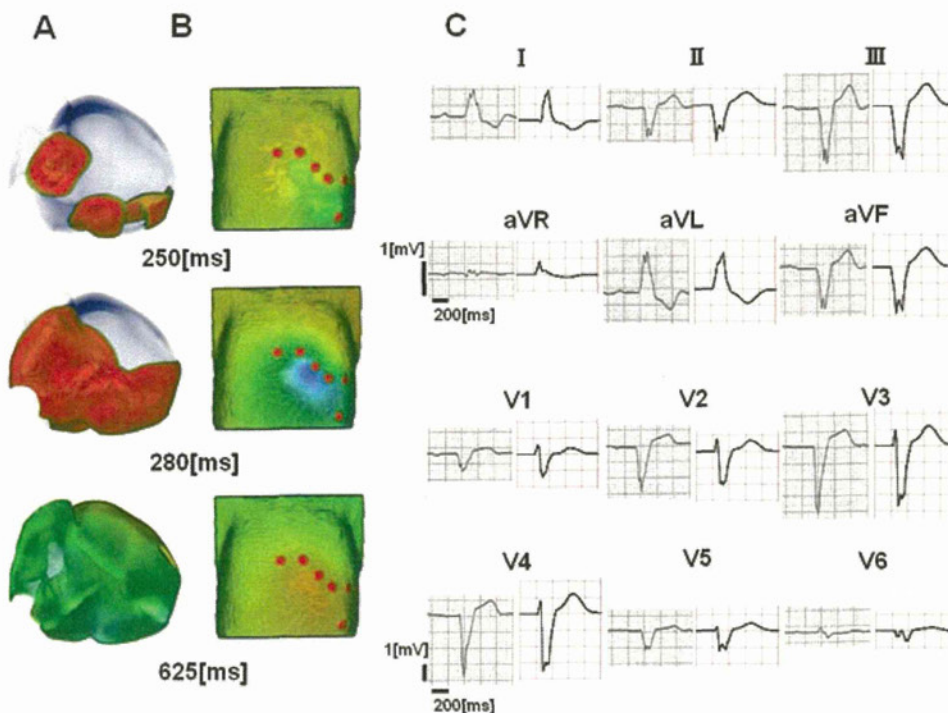 A B C
I II III
250[ms]
aVR aVL aVF
1[mV]
200[ms]
280[ms]
V1 V2 V3
V4 V5 V6
625[ms]
1[mV]
200[ms]